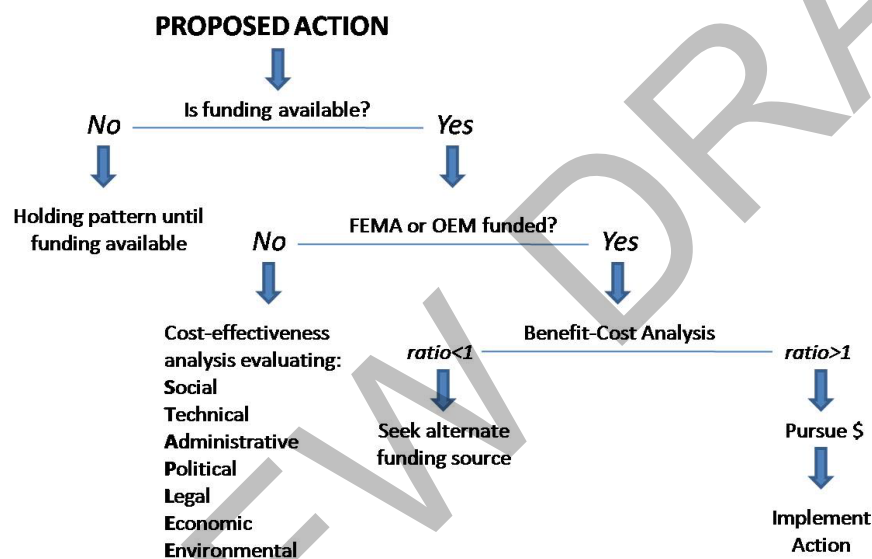 PROPOSED ACTION
Is funding available?
No
Yes
Holding pattern until
funding available
FEMA or OEM funded?
No
Yes
Cost-effectiveness
analysis evaluating:
Social
Technical
Administrative
Political
Legal
Economic
Environmental
Benefit-Cost Analysis
ratio<1
ratio>1
Seek alternate
funding source
Pursue $
Implement
Action